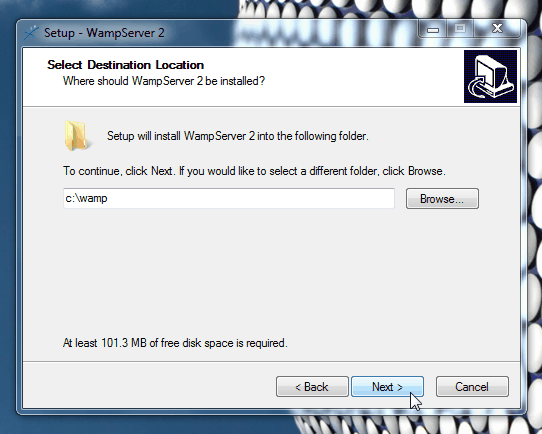 Setup - WampServer 2
Select Destination Location
Where should WampServer 2 be installed?
Setup will install WampServer 2 into the following folder.
To continue, click Next. If you would like to select a different folder, click Browse.
c:\wamp
Browse...
At least 101.3 MB of free disk space is required.
< Back
Next >
Cancel